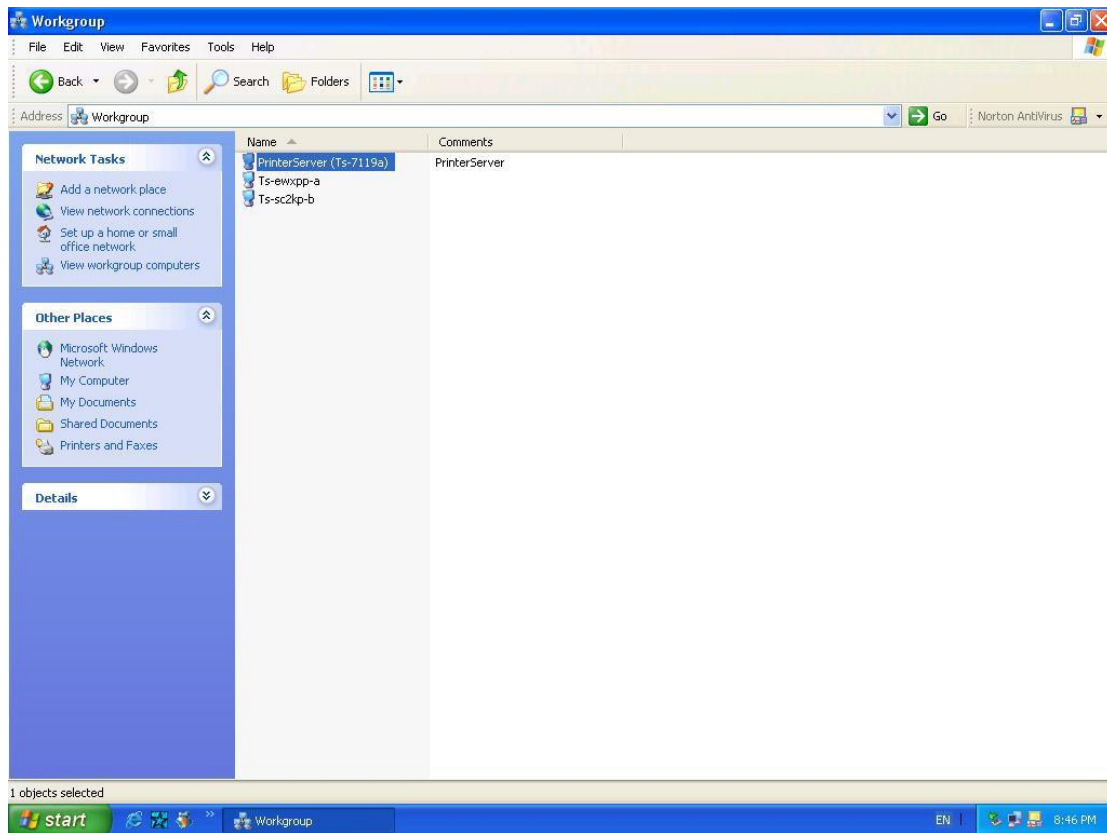 Workgroup
File Edit View Favorites Tools Help
Back Search Folders
Address Workgroup Go Norton AntiVirus
Name Comments
Network Tasks
Add a network place
View network connections
Set up a home or small
office network
View workgroup computers
Other Places
Microsoft Windows
Network
My Computer
My Documents
Shared Documents
Printers and Faxes
Details
PrinterServer (Ts-7119a) PrinterServer
Ts-ewxpp-a
Ts-sc2kp-b
1 objects selected
start Workgroup EN 8:46 PM